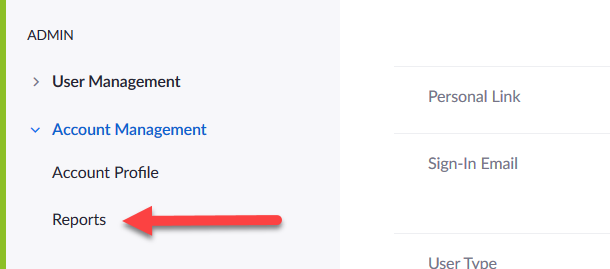 ADMIN
User Management
Account Management
Account Profile
Reports
Personal Link
Sign-In Email
User Type